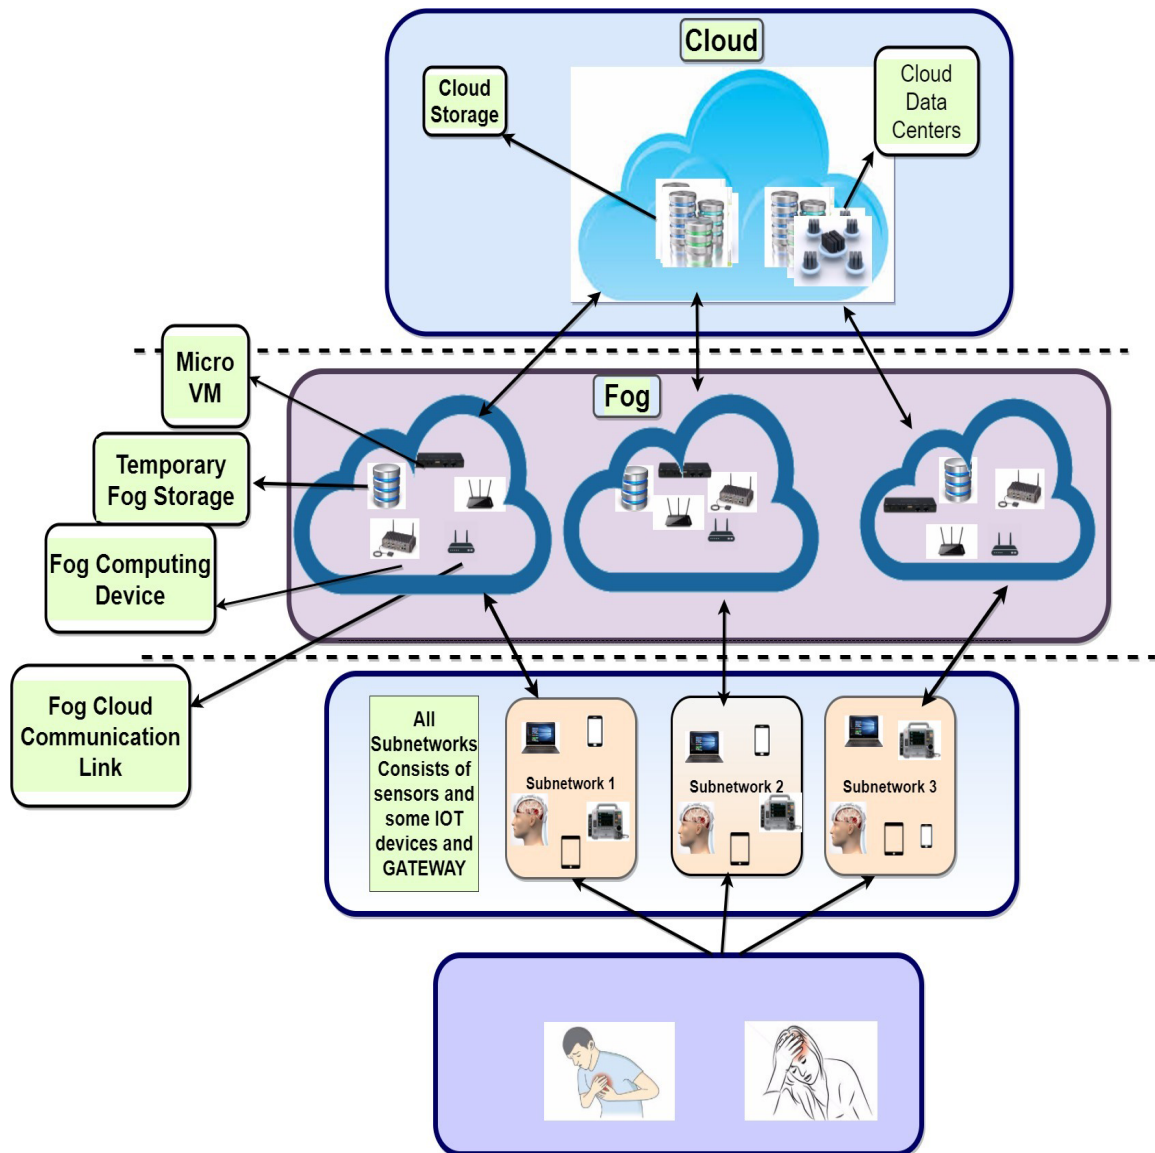 Cloud
Cloud
Storage
Cloud
Data
Centers
Micro
VM
Fog
Temporary
Fog Storage
Fog Computing
Device
Fog Cloud
Communication
Link
All
Subnetworks
Consists of
sensors and
some IOT
devices and
GATEWAY
Subnetwork 1
Subnetwork 2
Subnetwork 3